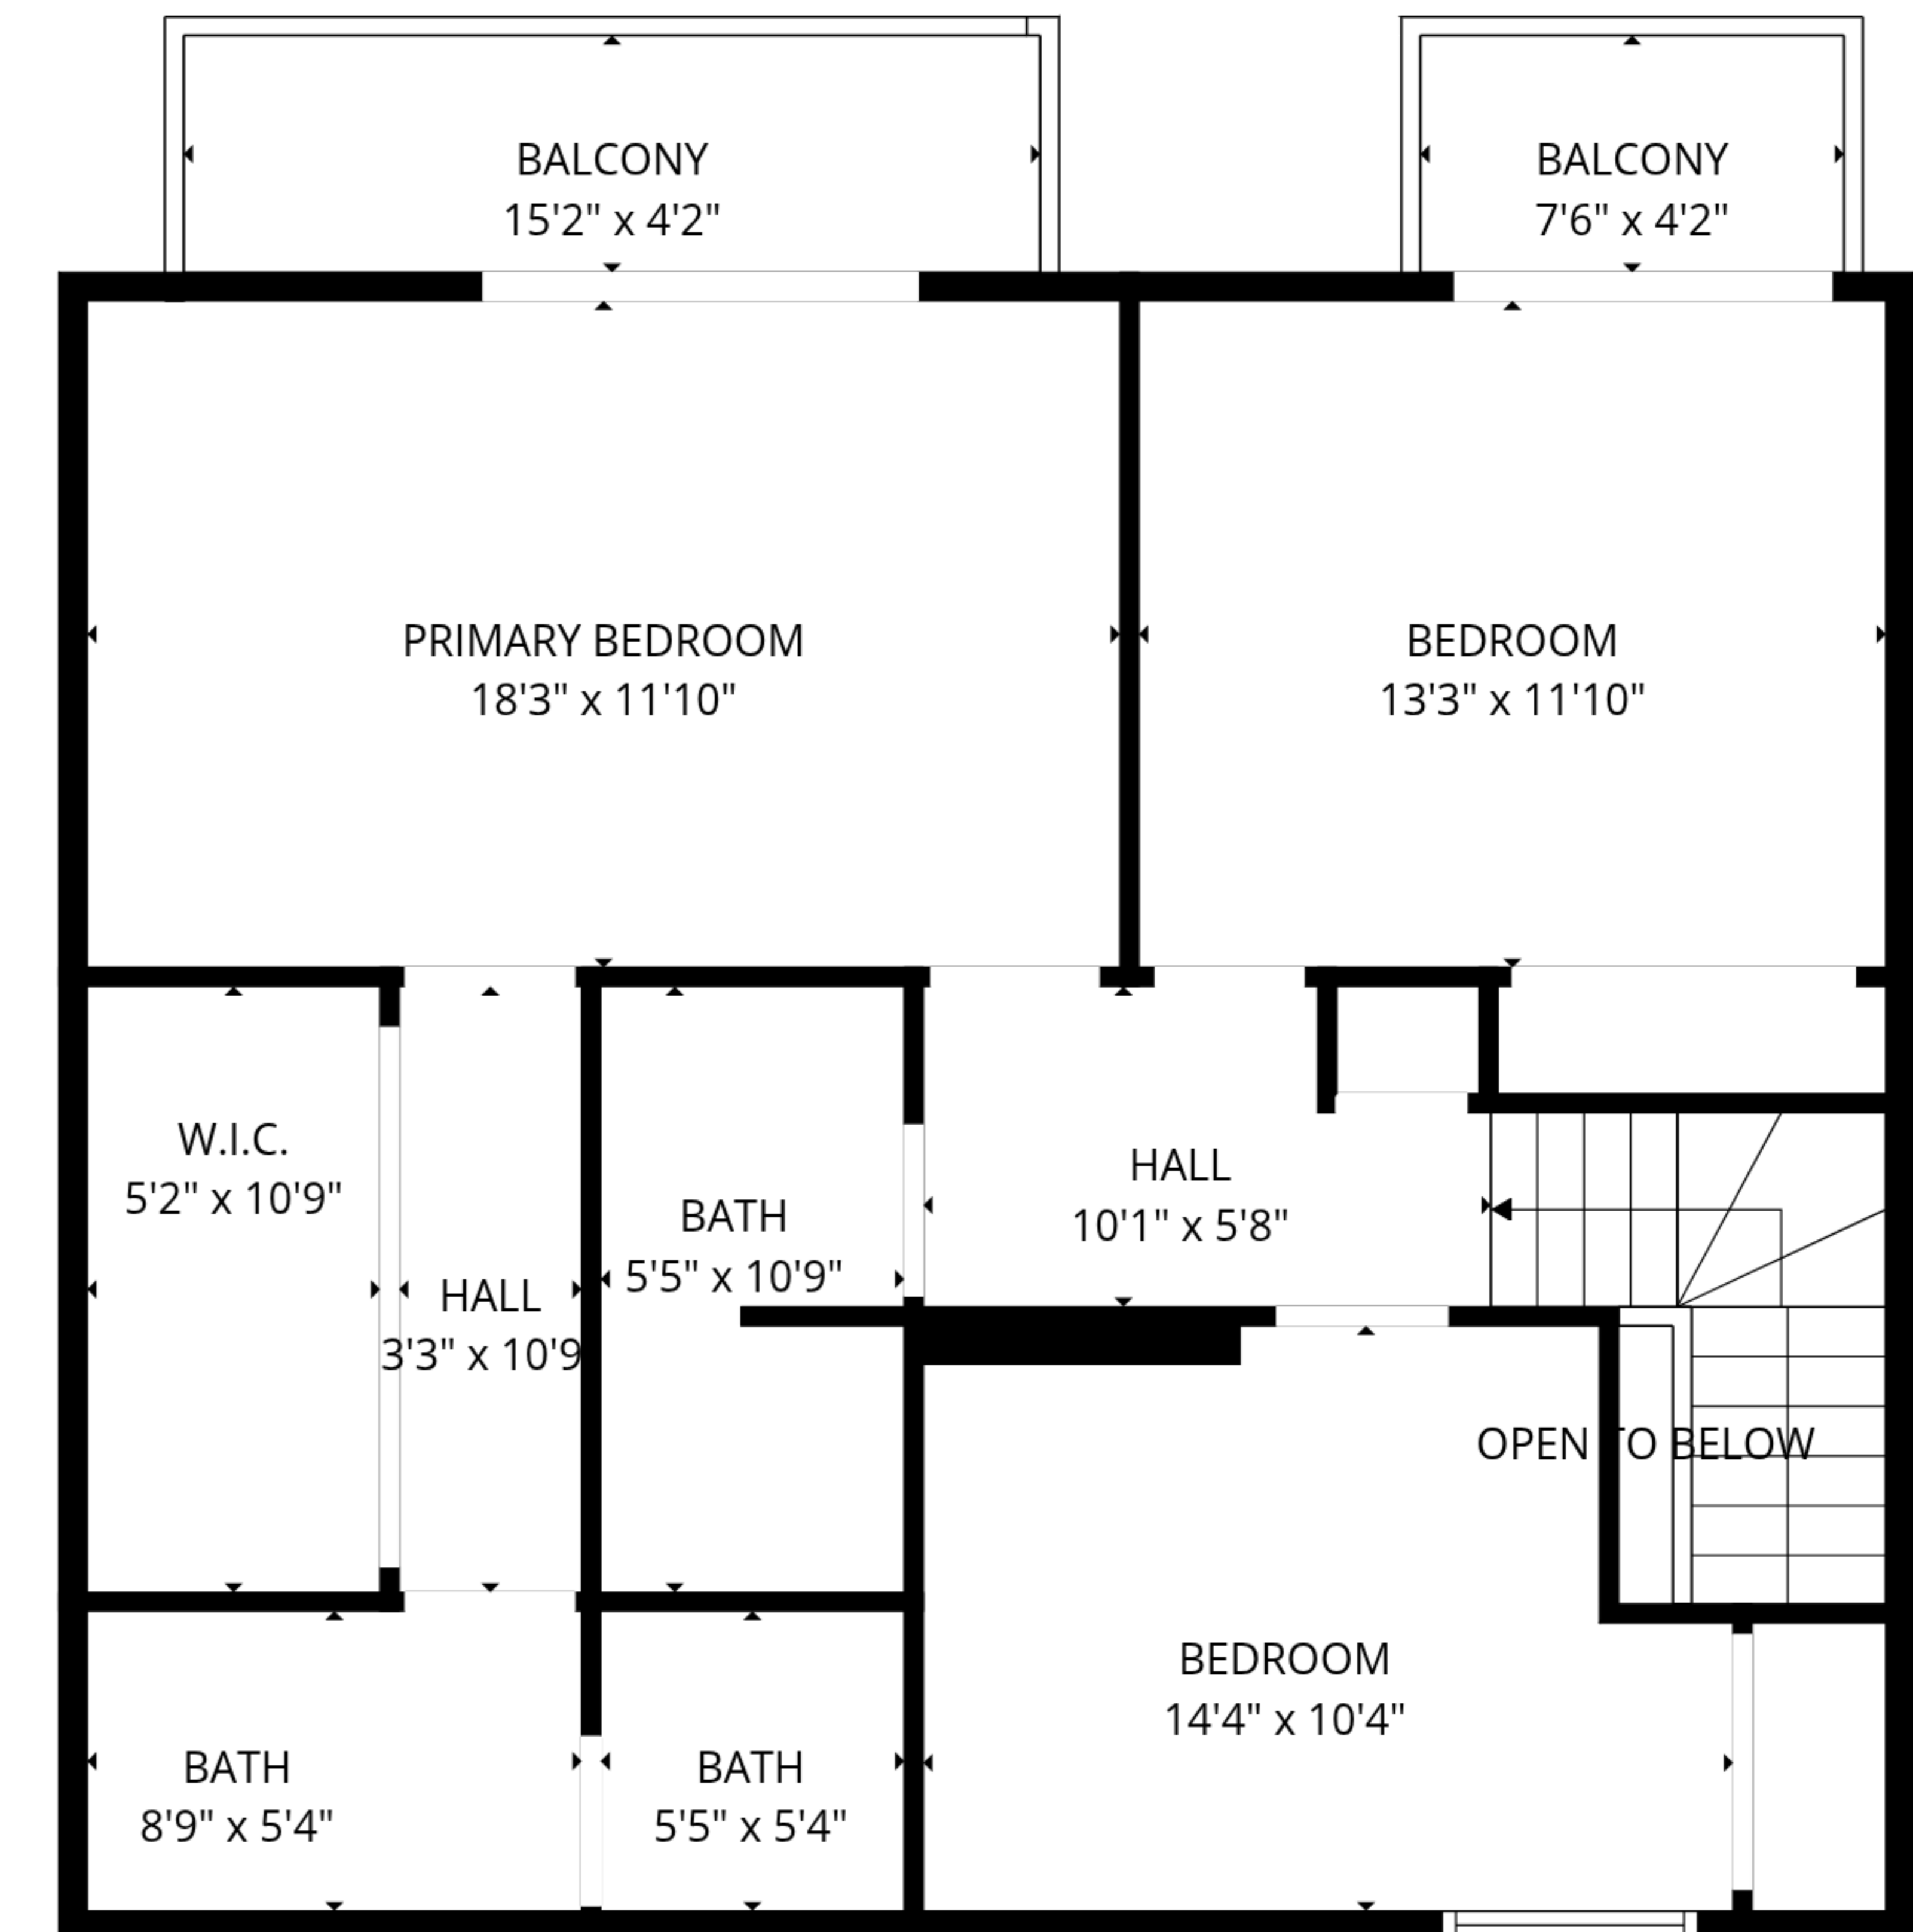 BALCONY
15'2" x 4'2"
BALCONY
7'6" x 4'2"
PRIMARY BEDROOM
18'3" x 11'10"
BEDROOM
13'3" x 11'10"
W.I.C.
5'2" x 10'9"
HALL
3'3" x 10'9
BATH
5'5" x 10'9"
HALL
10'1" x 5'8"
OPEN TO BELOW
BEDROOM
14'4" x 10'4"
BATH
8'9" x 5'4"
BATH
5'5" x 5'4"